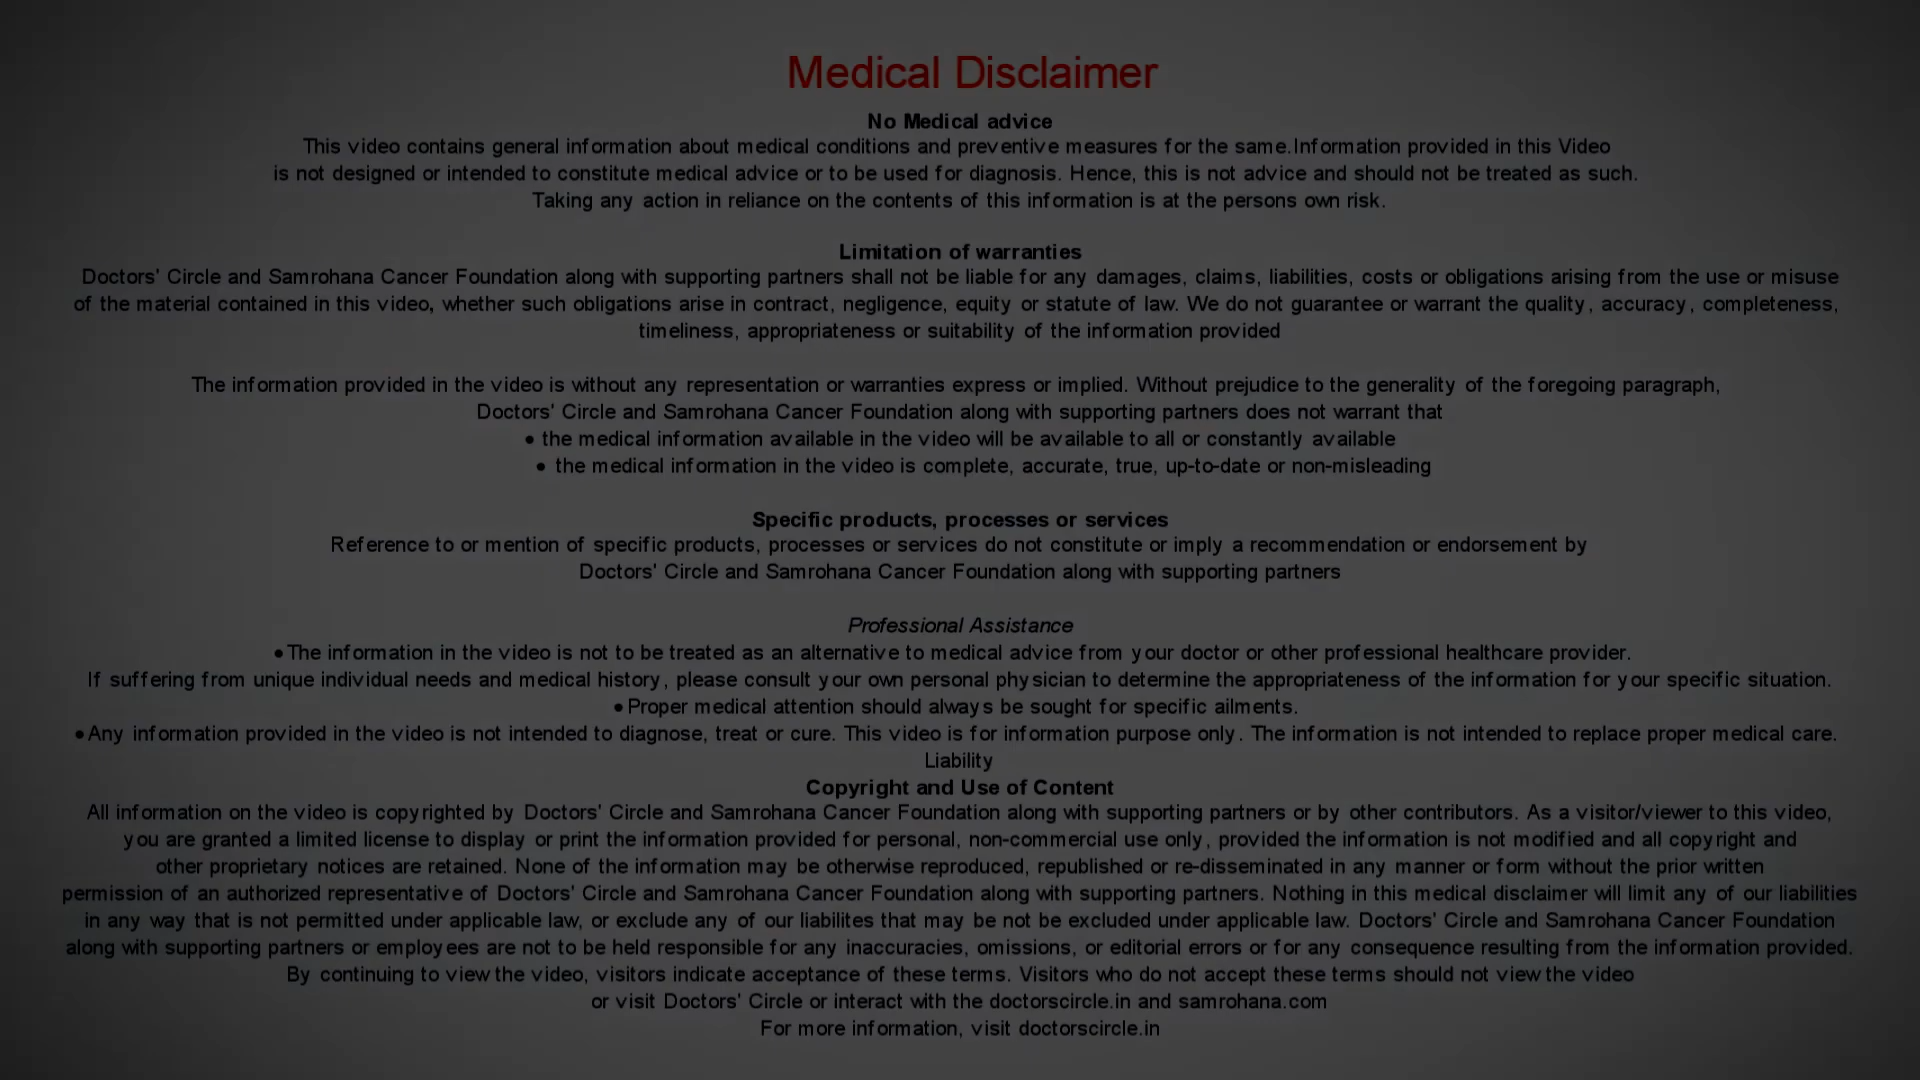 Medical Disclaimer
No Medical advice
This video contains general information about medical conditions and preventive measures for the same.Information provided in this Video
is not designed or intended to constitute medical advice or to be used for diagnosis. Hence, this is not advice and should not be treated as such.
Taking any action in reliance on the contents of this information is at the persons own risk.
Limitation of warranties
Doctors' Circle and Samrohana Cancer Foundation along with supporting partners shall not be liable for any damages, claims, liabilities, costs or obligations arising from the use or misuse
of the material contained in this video, whether such obligations arise in contract, negligence, equity or statute of law. We do not guarantee or warrant the quality, accuracy, completeness,
timeliness, appropriateness or suitability of the information provided
The information provided in the video is without any representation or warranties express or implied. Without prejudice to the generality of the foregoing paragraph,
Doctors' Circle and Samrohana Cancer Foundation along with supporting partners does not warrant that
● the medical information available in the video will be available to all or constantly available
● the medical information in the video is complete, accurate, true, up-to-date or non-misleading
Specific products, processes or services
Reference to or mention of specific products, processes or services do not constitute or imply a recommendation or endorsement by
Doctors' Circle and Samrohana Cancer Foundation along with supporting partners
Professional Assistance
●The information in the video is not to be treated as an alternative to medical advice from your doctor or other professional healthcare provider.
If suffering from unique individual needs and medical history, please consult your own personal physician to determine the appropriateness of the information for your specific situation.
●Proper medical attention should always be sought for specific ailments.
●Any information provided in the video is not intended to diagnose, treat or cure. This video is for information purpose only. The information is not intended to replace proper medical care.
Liability
Copyright and Use of Content
All information on the video is copyrighted by Doctors' Circle and Samrohana Cancer Foundation along with supporting partners or by other contributors. As a visitor/viewer to this video,
you are granted a limited license to display or print the information provided for personal, non-commercial use only, provided the information is not modified and all copyright and
other proprietary notices are retained. None of the information may be otherwise reproduced, republished or re-disseminated in any manner or form without the prior written
permission of an authorized representative of Doctors' Circle and Samrohana Cancer Foundation along with supporting partners. Nothing in this medical disclaimer will limit any of our liabilities
in any way that is not permitted under applicable law, or exclude any of our liabilites that may be not be excluded under applicable law. Doctors' Circle and Samrohana Cancer Foundation
along with supporting partners or employees are not to be held responsible for any inaccuracies, omissions, or editorial errors or for any consequence resulting from the information provided.
By continuing to view the video, visitors indicate acceptance of these terms. Visitors who do not accept these terms should not view the video
or visit Doctors' Circle or interact with the doctorscircle.in and samrohana.com
For more information, visit doctorscircle.in